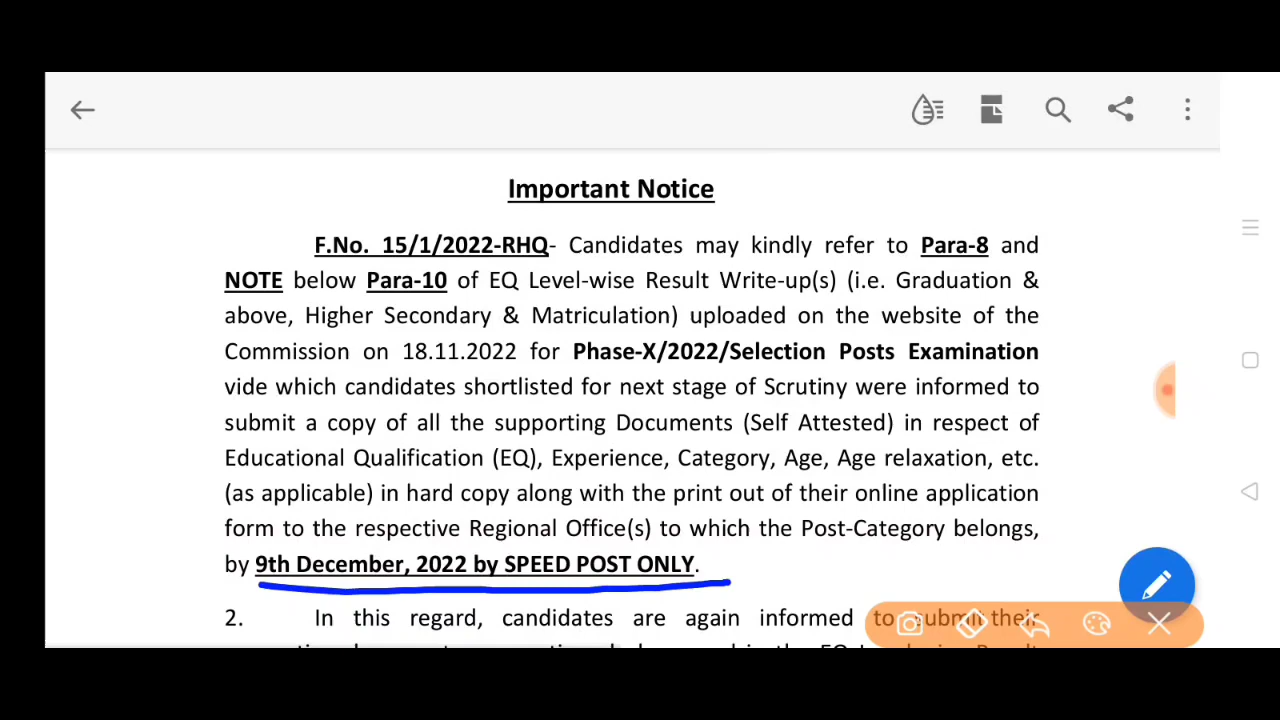 Important Notice
F.No. 15/1/2022-RHQ- Candidates may kindly refer to Para-8 and
NOTE below Para-10 of EQ Level-wise Result Write-up(s) (i.e. Graduation &
above, Higher Secondary & Matriculation) uploaded on the website of the
Commission on 18.11.2022 for Phase-X/2022/Selection Posts Examination
vide which candidates shortlisted for next stage of Scrutiny were informed to
submit a copy of all the supporting Documents (Self Attested) in respect of
Educational Qualification (EQ), Experience, Category, Age, Age relaxation, etc.
(as applicable) in hard copy along with the print out of their online application
form to the respective Regional Office(s) to which the Post-Category belongs,
by 9th December, 2022 by SPEED POST ONLY.
2. In this regard, candidates are again informed to submit their